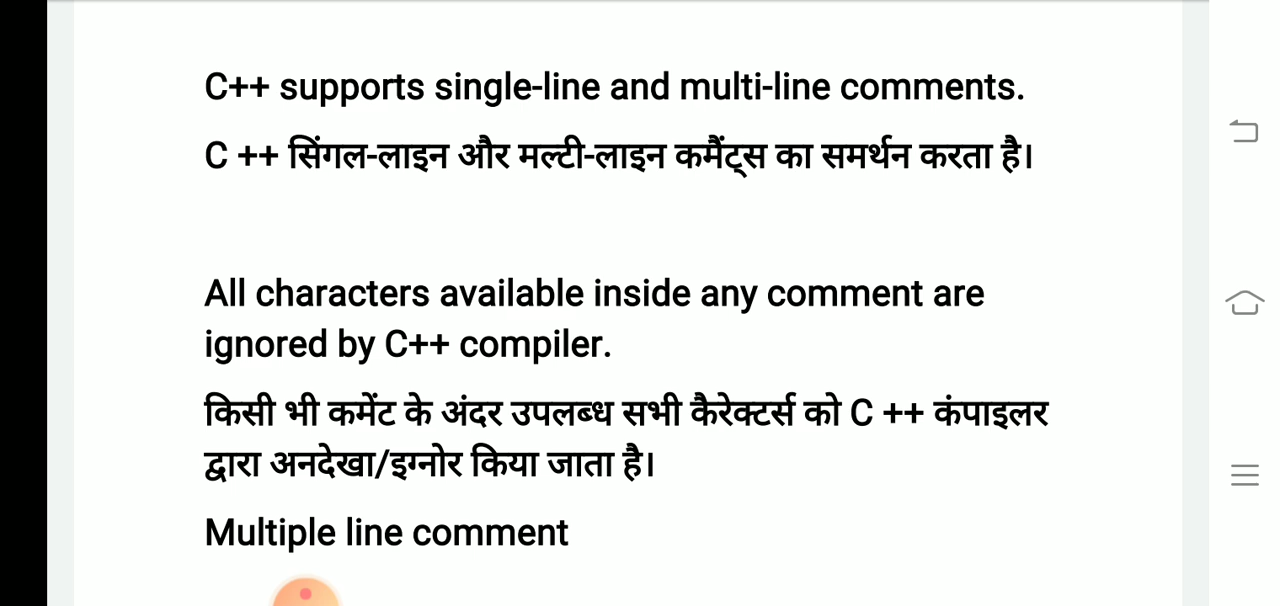 C++ supports single-line and multi-line comments.
C ++ सिंगल-लाइन और मल्टी-लाइन कमैंट्स का समर्थन करता है।
All characters available inside any comment are
ignored by C++ compiler.
किसी भी कमेंट के अंदर उपलब्ध सभी कैरेक्टर्स को C ++ कंपाइलर
द्वारा अनदेखा/इग्नोर किया जाता है।
Multiple line comment